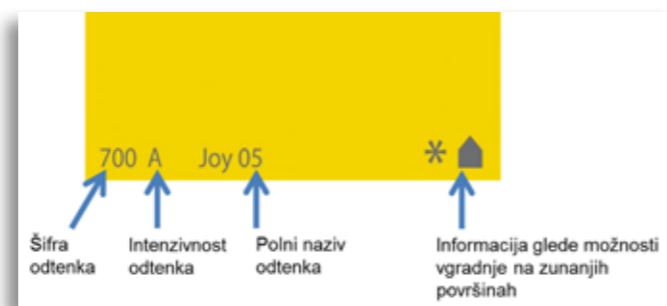 700 A Joy 05 *
Šifra
odtenka
Intenzivnost
odtenka
Polni naziv
odtenka
Informacija glede možnosti
vgradnje na zunanjih
površinah